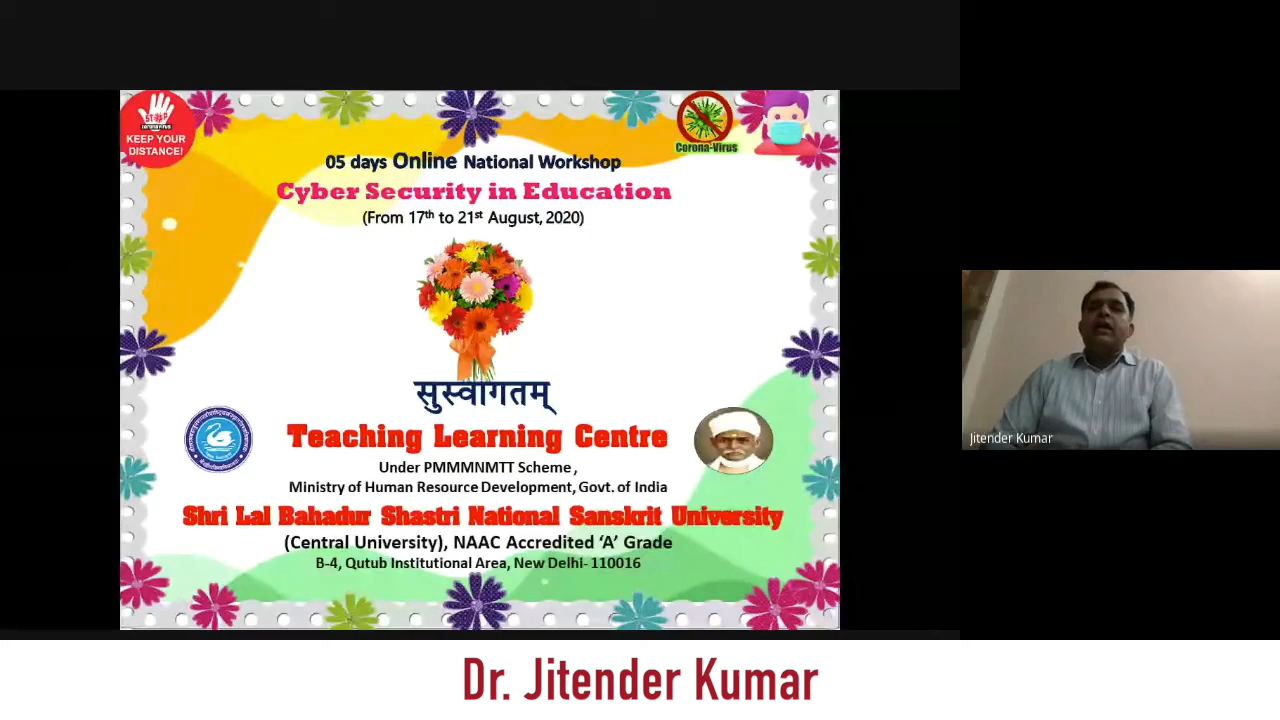 STOP
coronavirus
KEEP YOUR
DISTANCE!
Corona-Virus
05 days Online National Workshop
Cyber Security in Education
(From 17th to 21st August, 2020)
सुस्वागतम्
Teaching Learning Centre
Under PMMMNMTT Scheme ,
Ministry of Human Resource Development, Govt. of India
Shri Lal Bahadur Shastri National Sanskrit University
(Central University), NAAC Accredited ‘A’ Grade
B-4, Qutub Institutional Area, New Delhi- 110016
Jitender Kumar
Dr. Jitender Kumar